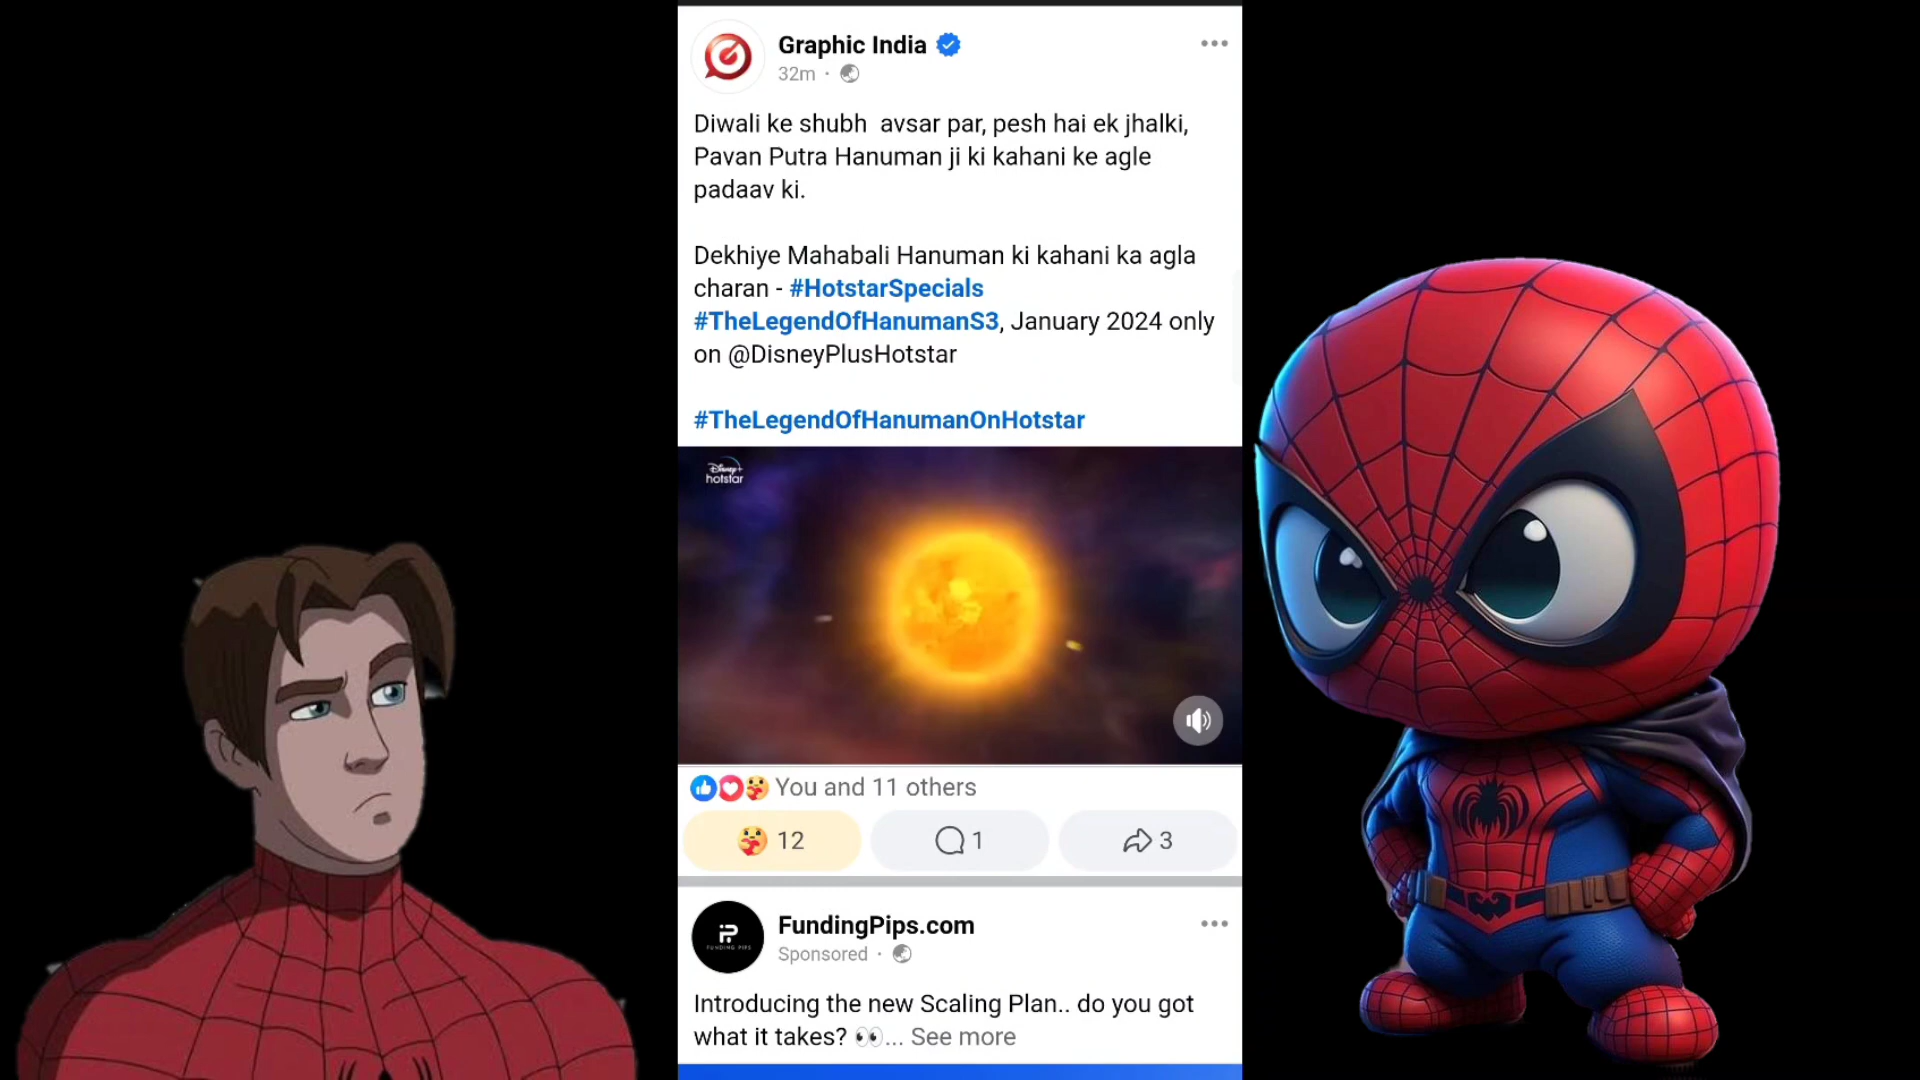 Graphic India
32m ·
Diwali ke shubh avsar par, pesh hai ek jhalki,
Pavan Putra Hanuman ji ki kahani ke agle
padaav ki.
Dekhiye Mahabali Hanuman ki kahani ka agla
charan - #HotstarSpecials
#TheLegendOfHanumanS3, January 2024 only
on @DisneyPlusHotstar
#TheLegendOfHanumanOnHotstar
Disney+
hotstar
You and 11 others
12
1
3
FUNDING PIPS
FundingPips.com
Sponsored ·
Introducing the new Scaling Plan.. do you got
what it takes? 👀... See more